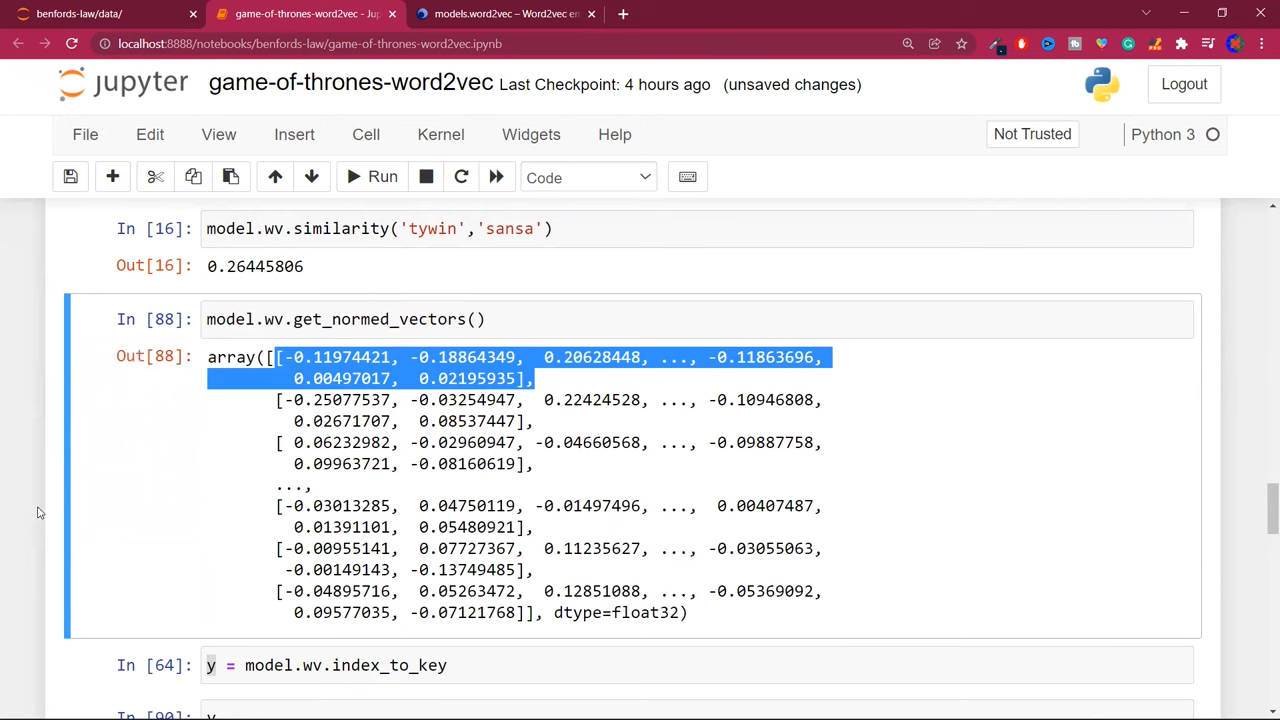 benfords-law/data/
game-of-thrones-word2vec - Jup
models.word2vec – Word2vec en
localhost:8888/notebooks/benfords-law/game-of-thrones-word2vec.ipynb
jupyter game-of-thrones-word2vec Last Checkpoint: 4 hours ago (unsaved changes) Logout
File Edit View Insert Cell Kernel Widgets Help Not Trusted Python 3
Run Code
In [16]: model.wv.similarity('tywin','sansa')
Out[16]: 0.26445806
In [88]: model.wv.get_normed_vectors()
Out[88]: array([[-0.11974421, -0.18864349, 0.20628448, ..., -0.11863696,
0.00497017, 0.02195935],
[-0.25077537, -0.03254947, 0.22424528, ..., -0.10946808,
0.02671707, 0.08537447],
[ 0.06232982, -0.02960947, -0.04660568, ..., -0.09887758,
0.09963721, -0.08160619],
...,
[-0.03013285, 0.04750119, -0.01497496, ..., 0.00407487,
0.01391101, 0.05480921],
[-0.00955141, 0.07727367, 0.11235627, ..., -0.03055063,
-0.00149143, -0.13749485],
[-0.04895716, 0.05263472, 0.12851088, ..., -0.05369092,
0.09577035, -0.07121768]], dtype=float32)
In [64]: y = model.wv.index_to_key